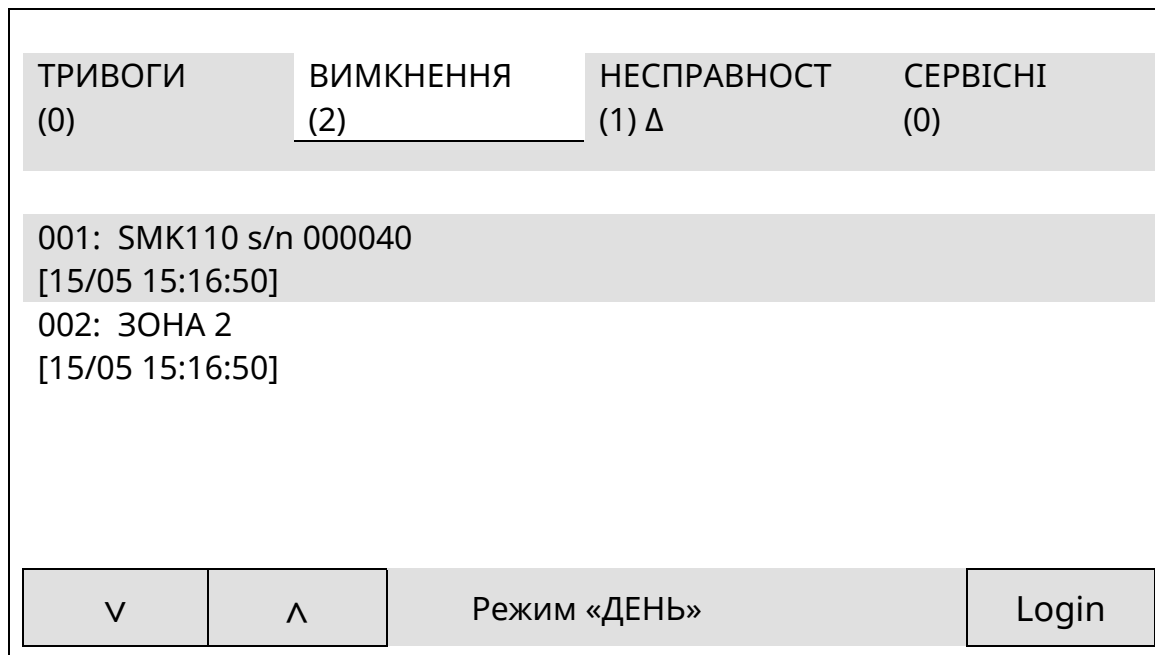 ТРИВОГИ ВИМКНЕННЯ НЕСПРАВНОСТ СЕРВІСНІ
(0) (2) (1) Δ (0)
001: SMK110 s/n 000040
[15/05 15:16:50]
002: ЗОНА 2
[15/05 15:16:50]
˅ ˄ Режим «ДЕНЬ» Login